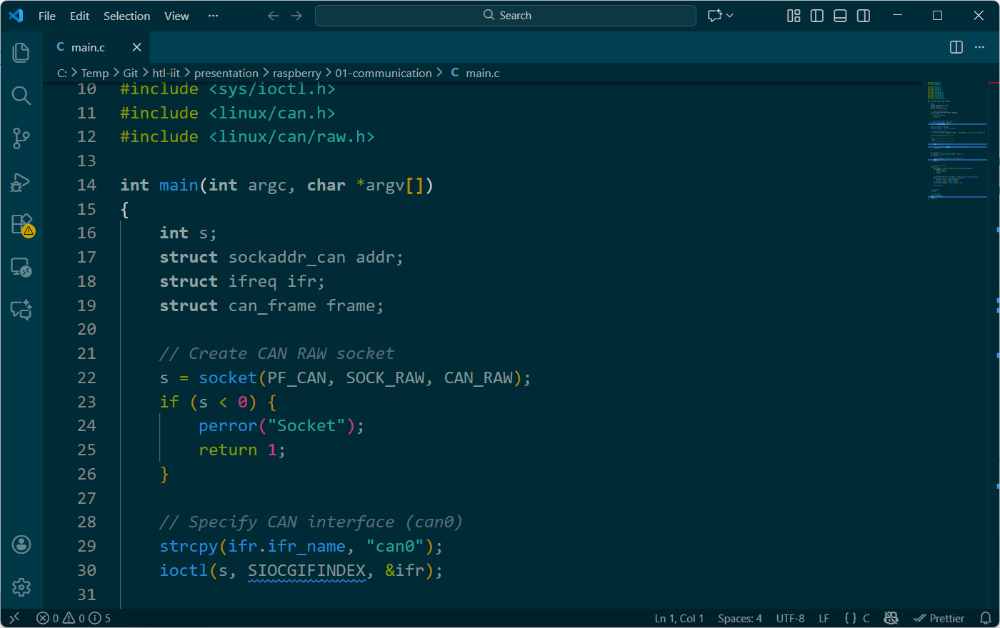 File Edit Selection View ··· Search
C main.c
C: > Temp > Git > htl-iit > presentation > raspberry > 01-communication > C main.c
10 #include <sys/ioctl.h>
11 #include <linux/can.h>
12 #include <linux/can/raw.h>
13
14 int main(int argc, char *argv[])
15 {
16 int s;
17 struct sockaddr_can addr;
18 struct ifreq ifr;
19 struct can_frame frame;
20
21 // Create CAN RAW socket
22 s = socket(PF_CAN, SOCK_RAW, CAN_RAW);
23 if (s < 0) {
24 perror("Socket");
25 return 1;
26 }
27
28 // Specify CAN interface (can0)
29 strcpy(ifr.ifr_name, "can0");
30 ioctl(s, SIOCGIFINDEX, &ifr);
31
0 0 5 Ln 1, Col 1 Spaces: 4 UTF-8 LF {} C Prettier